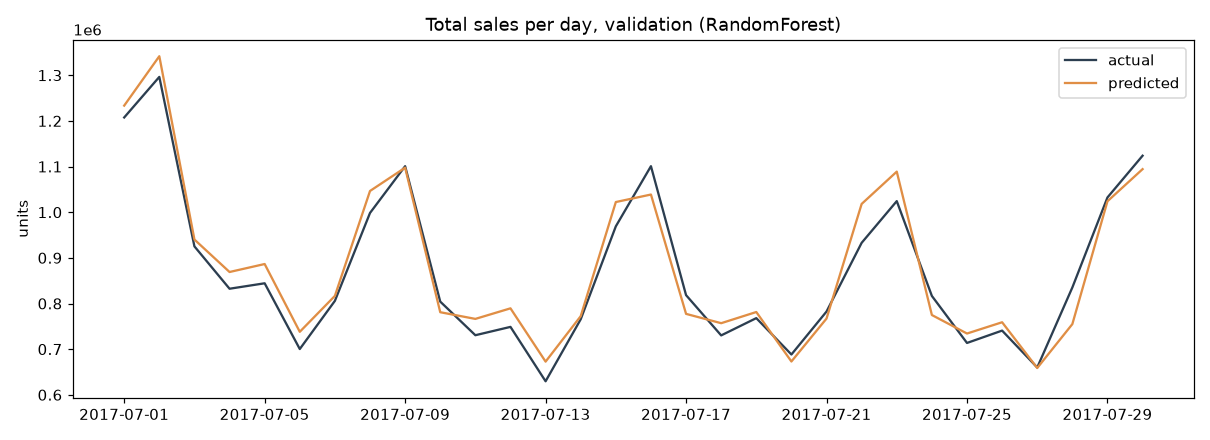 Total sales per day, validation (RandomForest)
1e6
actual
predicted
1.3
1.2
1.1
1.0
0.9
0.8
0.7
0.6
units
2017-07-01 2017-07-05 2017-07-09 2017-07-13 2017-07-17 2017-07-21 2017-07-25 2017-07-29